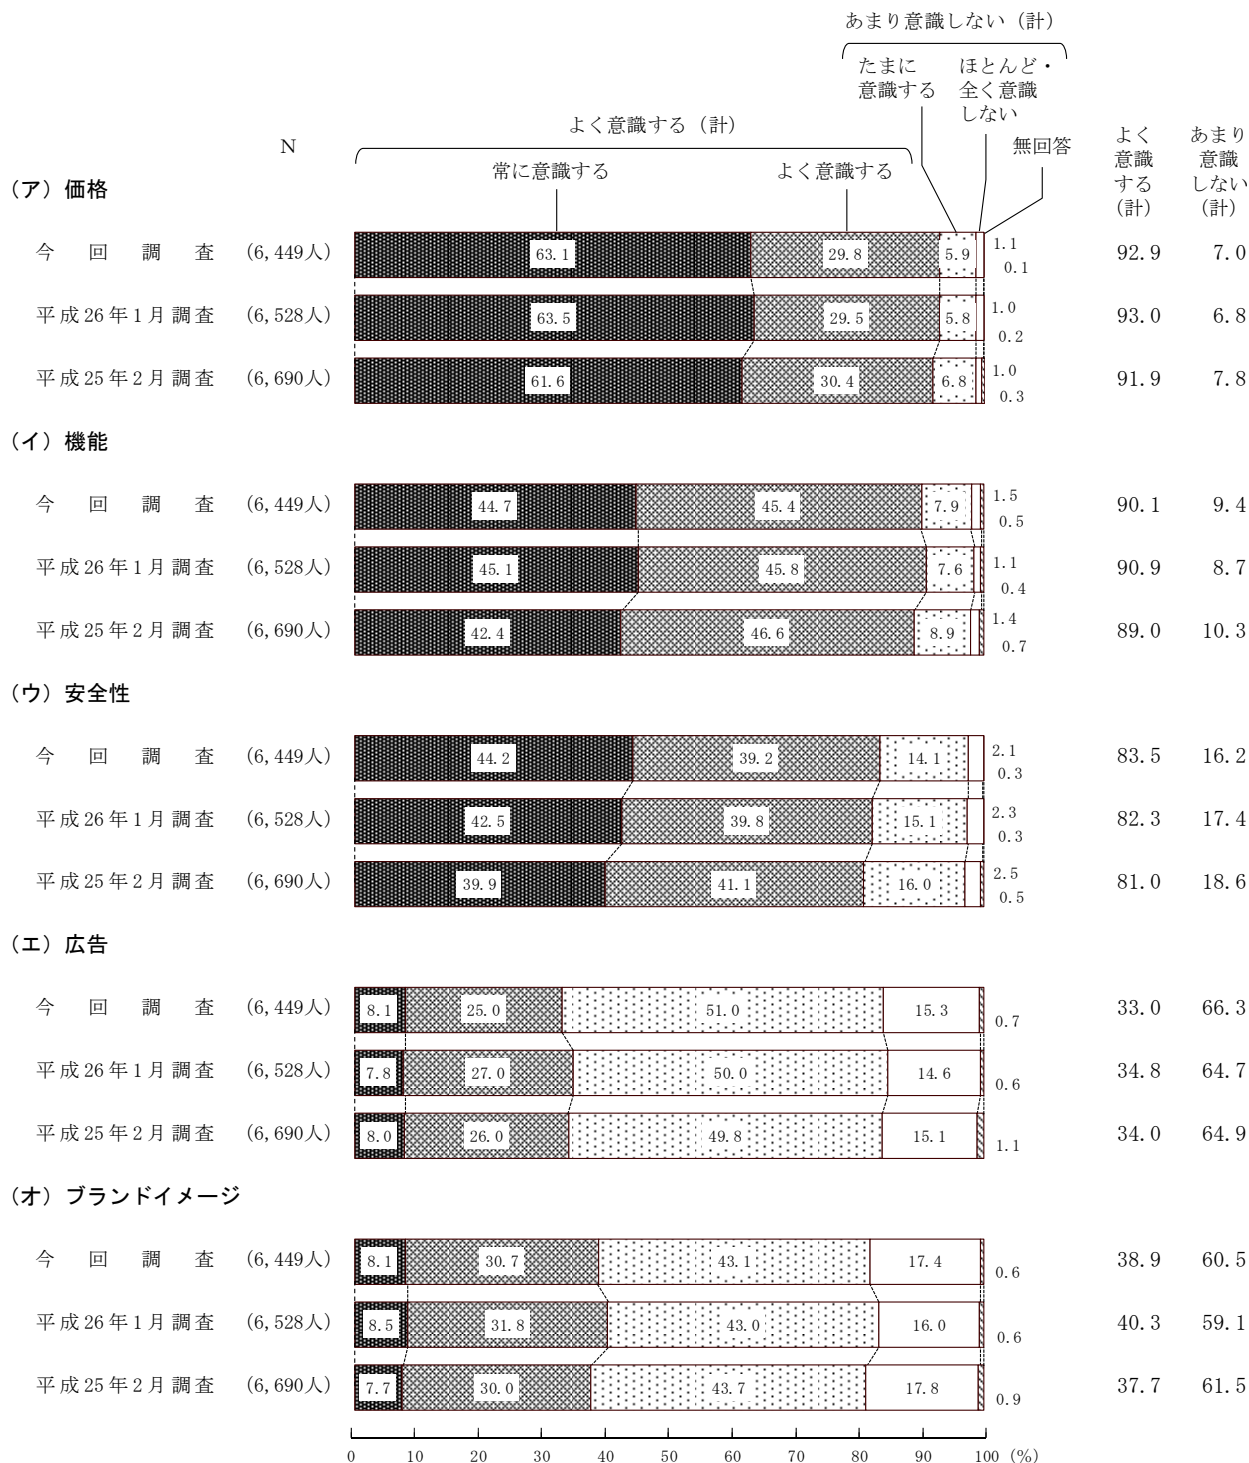 あまり意識しない（計）
たまに
意識する
ほとんど・
全く意識
しない
無回答
よく意識する（計）
N
常に意識する
よく意識する
よく
意識
する
（計）
あまり
意識
しない
（計）
（ア）価格
今回調査 （6,449人） 63.1 29.8 5.9 1.1 0.1 92.9 7.0
平成26年1月調査 （6,528人） 63.5 29.5 5.8 1.0 0.2 93.0 6.8
平成25年2月調査 （6,690人） 61.6 30.4 6.8 1.0 0.3 91.9 7.8
（イ）機能
今回調査 （6,449人） 44.7 45.4 7.9 1.5 0.5 90.1 9.4
平成26年1月調査 （6,528人） 45.1 45.8 7.6 1.1 0.4 90.9 8.7
平成25年2月調査 （6,690人） 42.4 46.6 8.9 1.4 0.7 89.0 10.3
（ウ）安全性
今回調査 （6,449人） 44.2 39.2 14.1 2.1 0.3 83.5 16.2
平成26年1月調査 （6,528人） 42.5 39.8 15.1 2.3 0.3 82.3 17.4
平成25年2月調査 （6,690人） 39.9 41.1 16.0 2.5 0.5 81.0 18.6
（エ）広告
今回調査 （6,449人） 8.1 25.0 51.0 15.3 0.7 33.0 66.3
平成26年1月調査 （6,528人） 7.8 27.0 50.0 14.6 0.6 34.8 64.7
平成25年2月調査 （6,690人） 8.0 26.0 49.8 15.1 1.1 34.0 64.9
（オ）ブランドイメージ
今回調査 （6,449人） 8.1 30.7 43.1 17.4 0.6 38.9 60.5
平成26年1月調査 （6,528人） 8.5 31.8 43.0 16.0 0.6 40.3 59.1
平成25年2月調査 （6,690人） 7.7 30.0 43.7 17.8 0.9 37.7 61.5
0 10 20 30 40 50 60 70 80 90 100 (%)